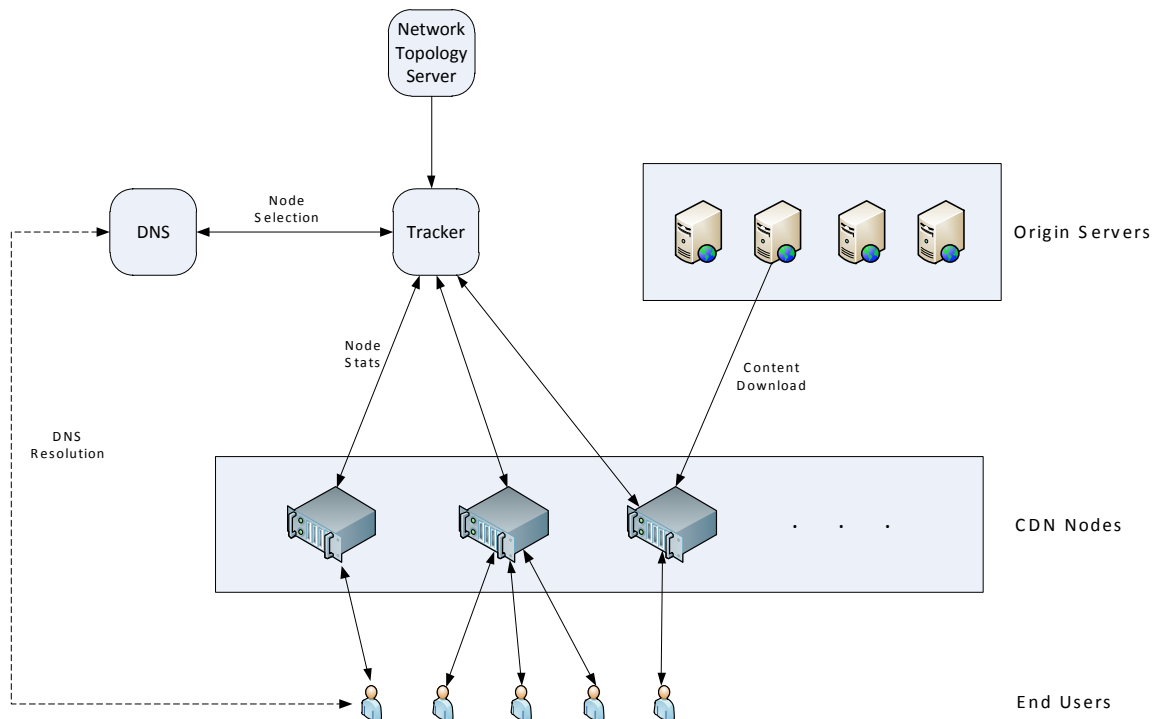 Network
Topology
Server
Node
Selection
DNS
Tracker
Origin Servers
Node
Stats
Content
Download
DNS
Resolution
. . .
CDN Nodes
End Users